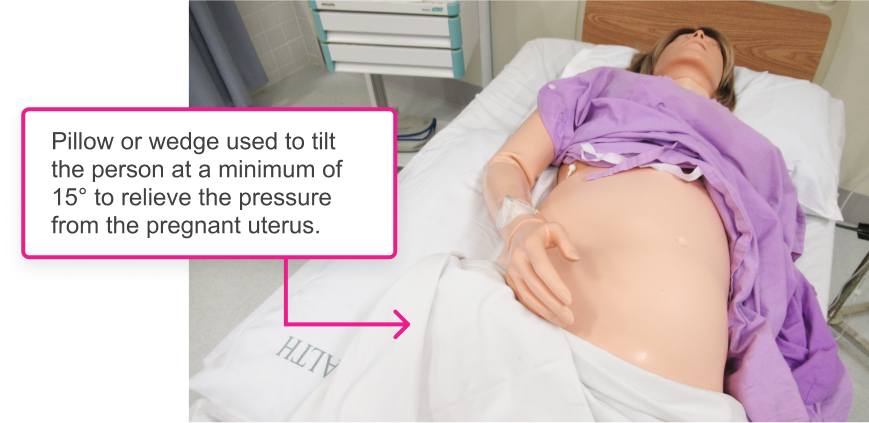 Pillow or wedge used to tilt
the person at a minimum of
15° to relieve the pressure
from the pregnant uterus.
ALTH